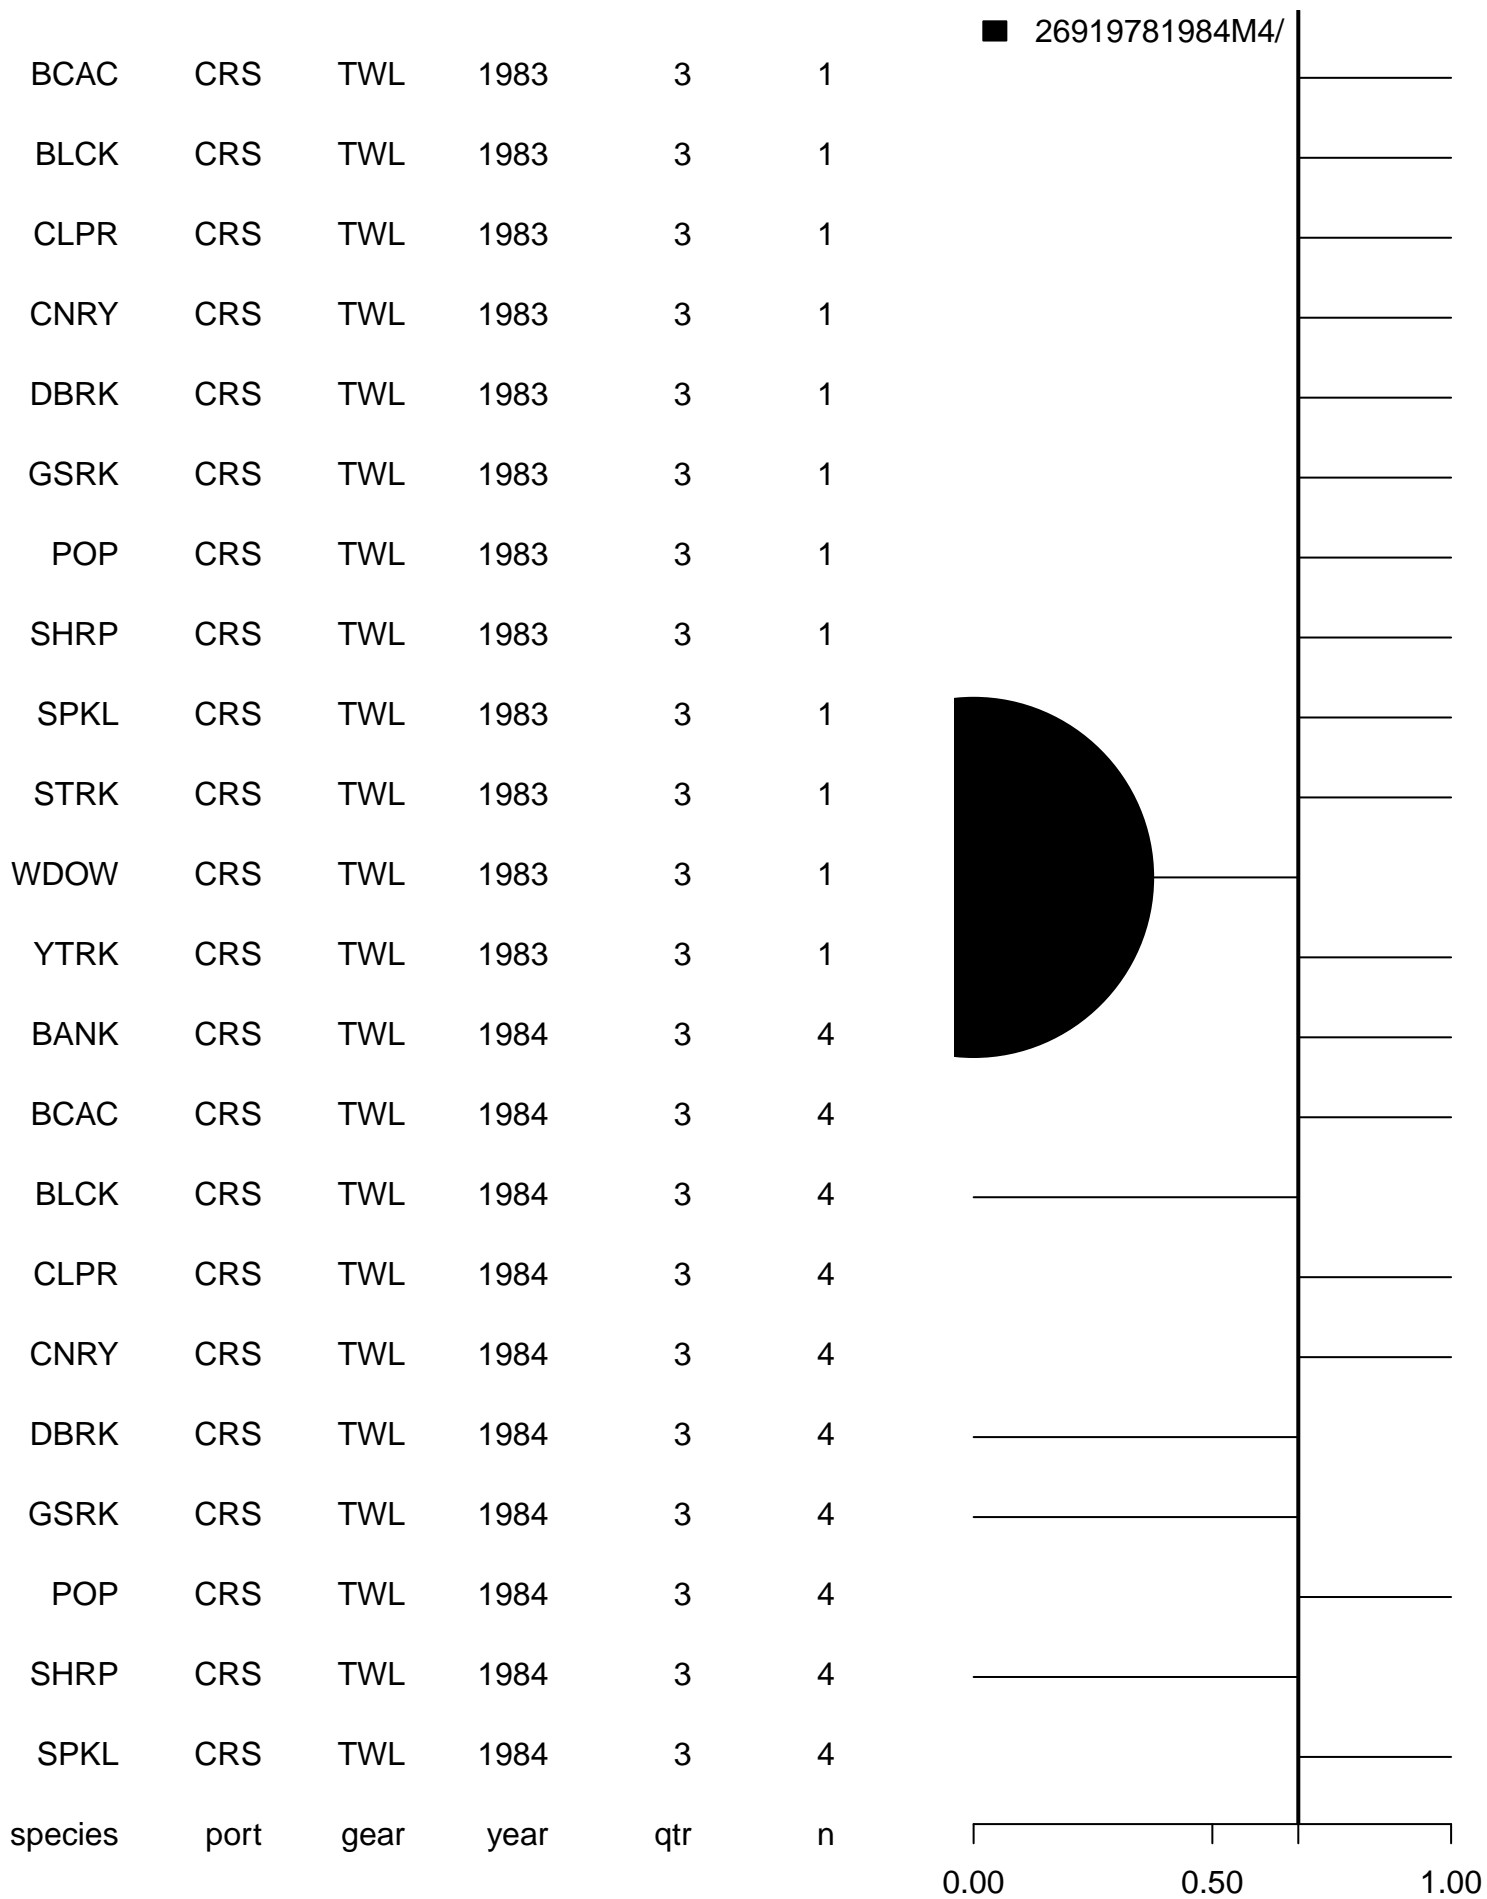 26919781984M4/
BCAC CRS TWL 1983 3 1
BLCK CRS TWL 1983 3 1
CLPR CRS TWL 1983 3 1
CNRY CRS TWL 1983 3 1
DBRK CRS TWL 1983 3 1
GSRK CRS TWL 1983 3 1
POP CRS TWL 1983 3 1
SHRP CRS TWL 1983 3 1
SPKL CRS TWL 1983 3 1
STRK CRS TWL 1983 3 1
WDOW CRS TWL 1983 3 1
YTRK CRS TWL 1983 3 1
BANK CRS TWL 1984 3 4
BCAC CRS TWL 1984 3 4
BLCK CRS TWL 1984 3 4
CLPR CRS TWL 1984 3 4
CNRY CRS TWL 1984 3 4
DBRK CRS TWL 1984 3 4
GSRK CRS TWL 1984 3 4
POP CRS TWL 1984 3 4
SHRP CRS TWL 1984 3 4
SPKL CRS TWL 1984 3 4
species port gear year qtr n
0.00 0.50 1.00